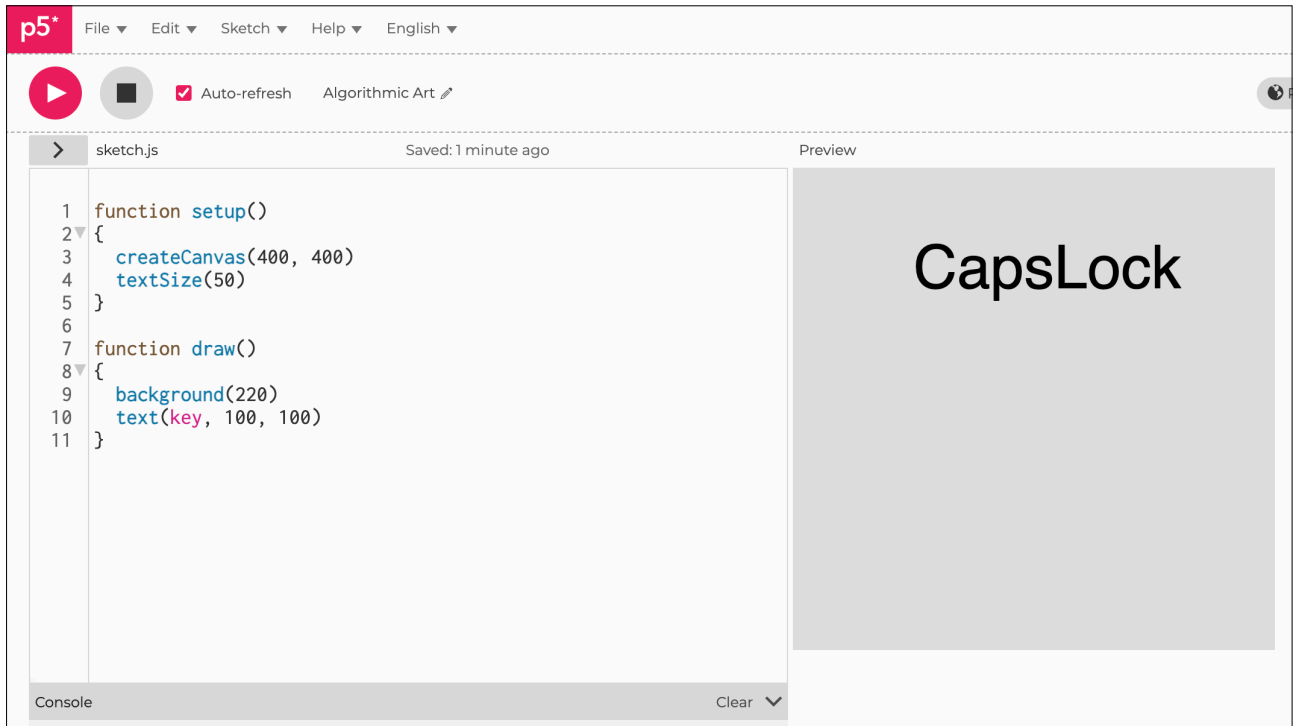 p5* File Edit Sketch Help English
Auto-refresh Algorithmic Art
sketch.js Saved: 1 minute ago Preview
1 function setup()
2 {
3 createCanvas(400, 400)
4 textSize(50)
5 }
6
7 function draw()
8 {
9 background(220)
10 text(key, 100, 100)
11 }
CapsLock
Console Clear